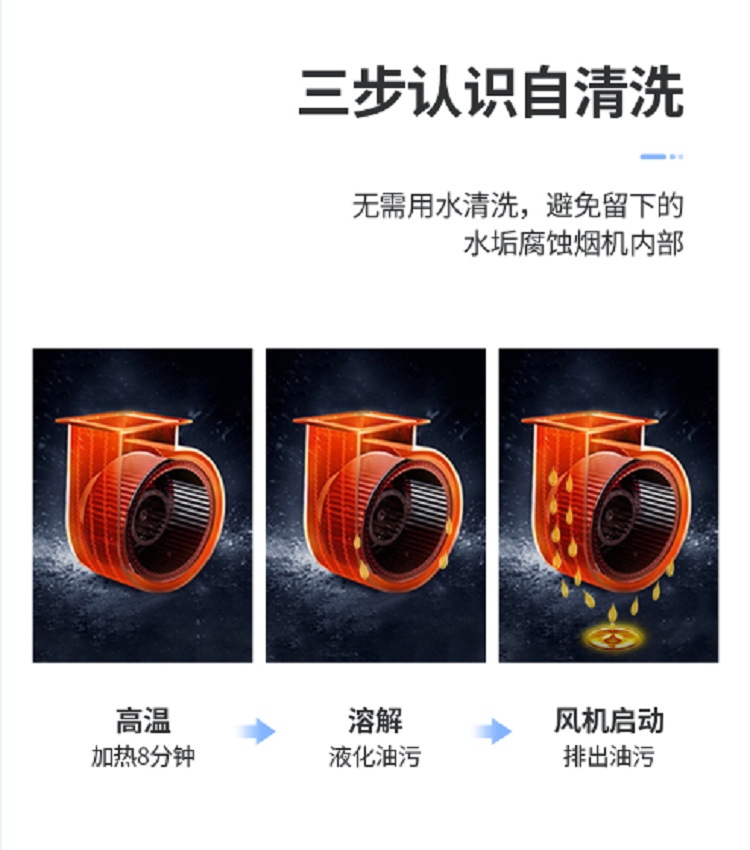 三步认识自清洗
无需用水清洗，避免留下的
水垢腐蚀烟机内部
高温
加热8分钟
溶解
液化油污
风机启动
排出油污